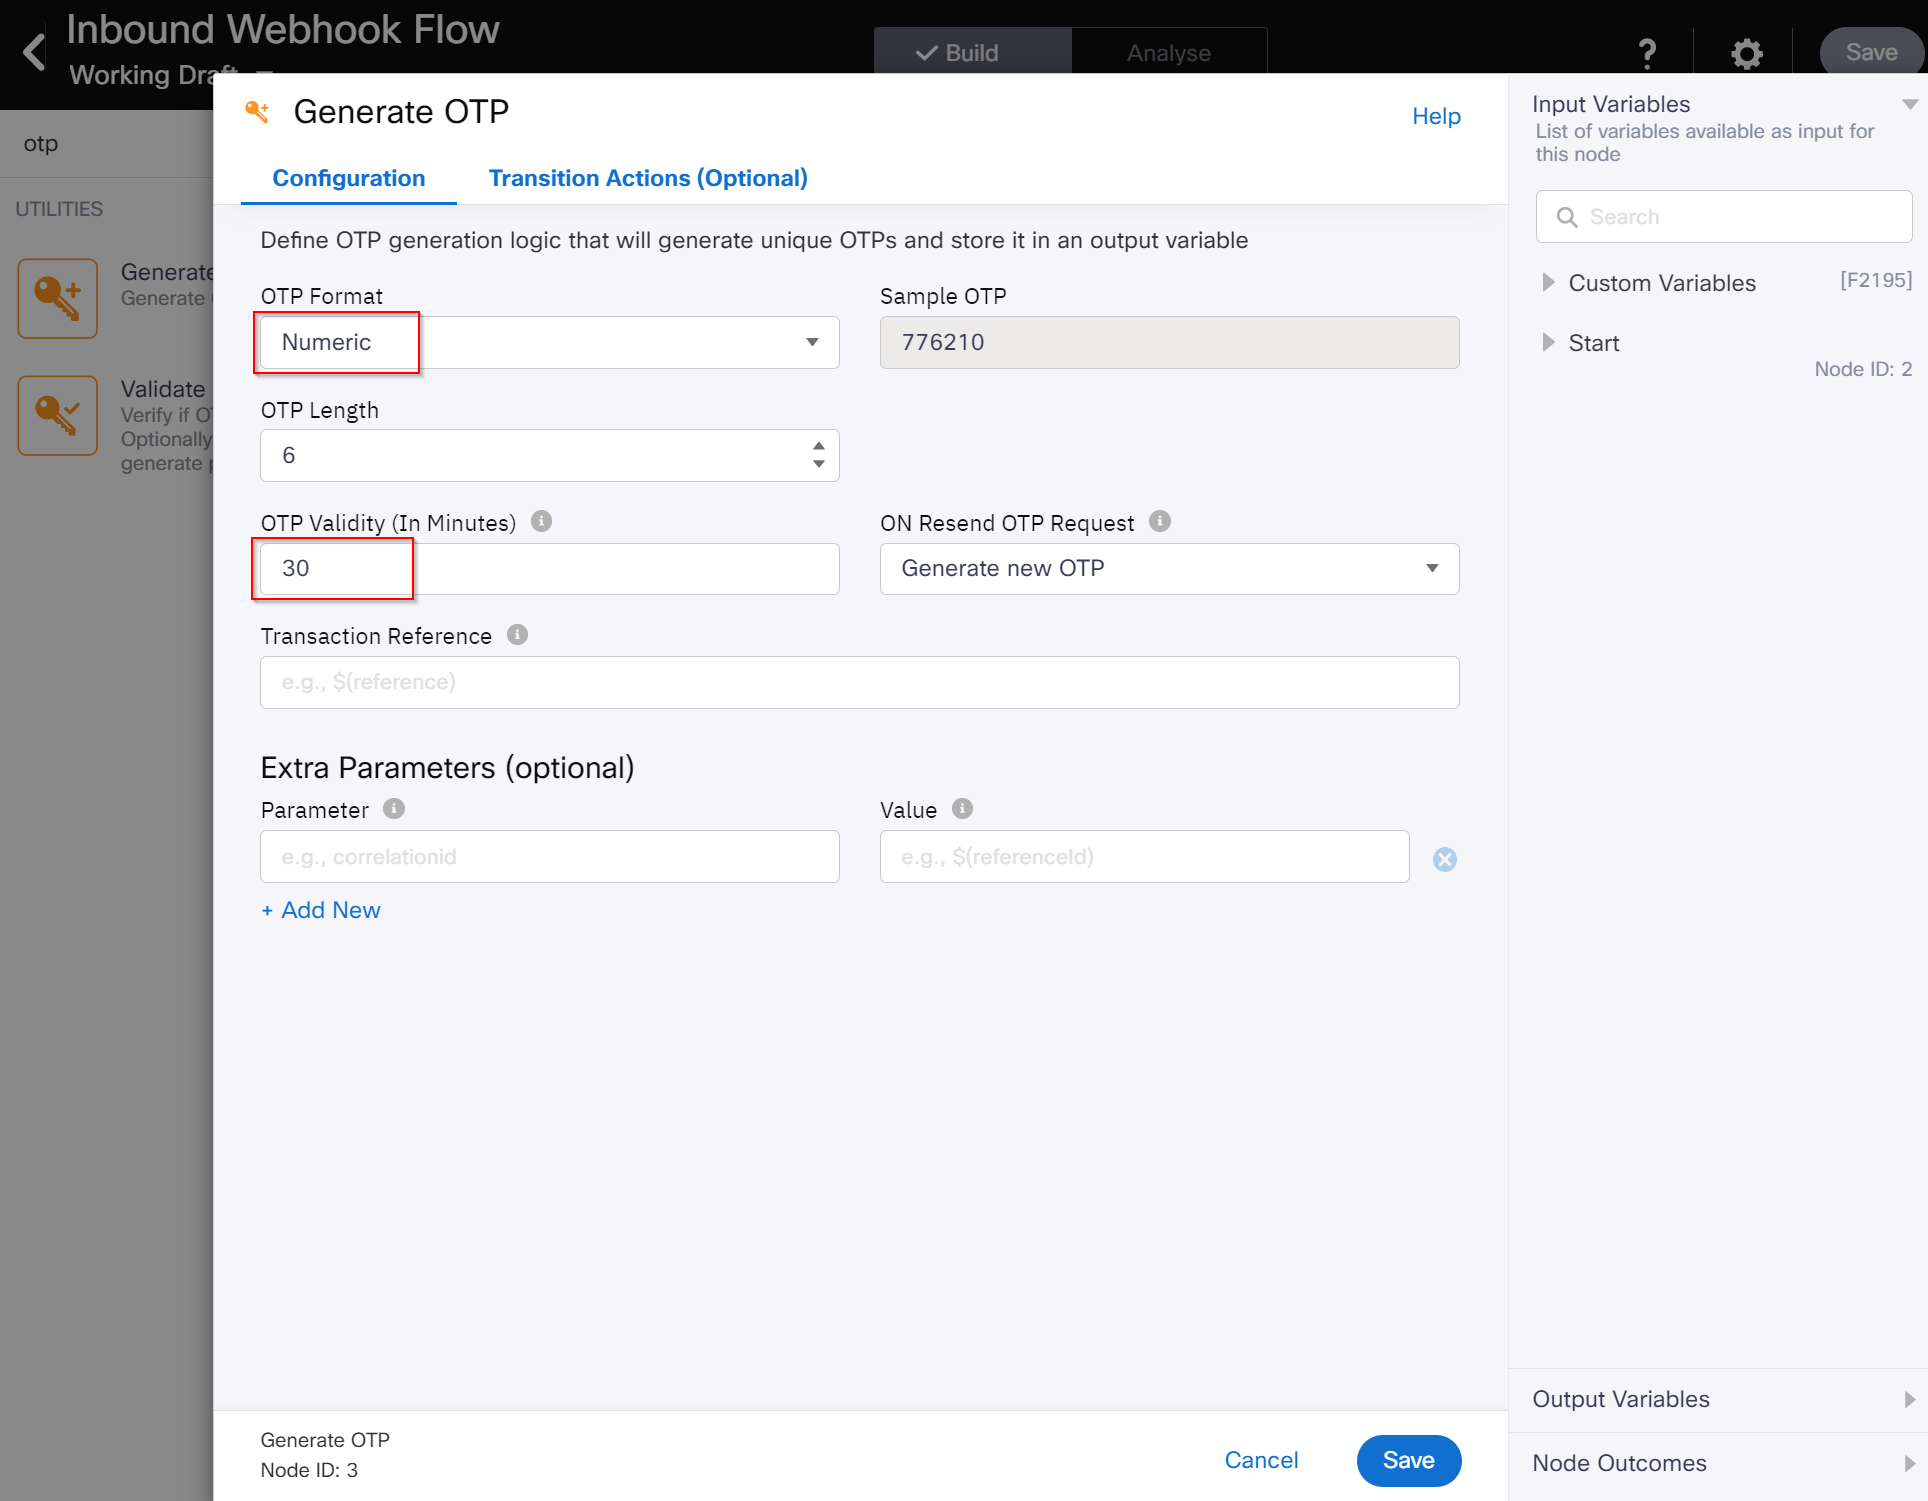 Inbound Webhook Flow
Working Draft
Build
Analyse
?
Save
otp
UTILITIES
Generate
Generate
Validate
Verify if
Optionally
generate
Generate OTP
Help
Configuration
Transition Actions (Optional)
Define OTP generation logic that will generate unique OTPs and store it in an output variable
OTP Format
Sample OTP
Numeric
776210
OTP Length
6
OTP Validity (In Minutes)
ON Resend OTP Request
30
Generate new OTP
Transaction Reference
e.g., $(reference)
Extra Parameters (optional)
Parameter
Value
e.g., correlationid
e.g., $(referenceId)
+ Add New
Generate OTP
Node ID: 3
Cancel
Save
Input Variables
List of variables available as input for
this node
Search
Custom Variables
[F2195]
Start
Node ID: 2
Output Variables
Node Outcomes